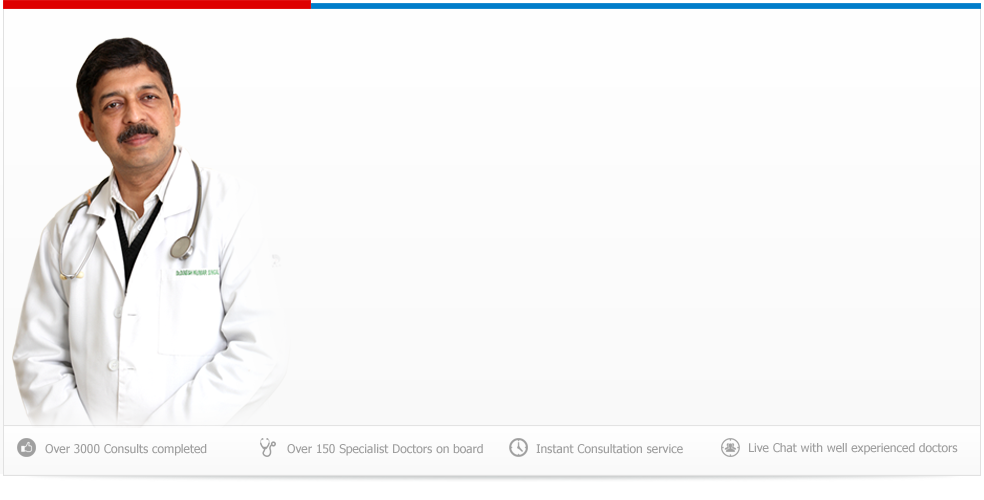 Over 3000 Consults completed
Over 150 Specialist Doctors on board
Instant Consultation service
Live Chat with well experienced doctors